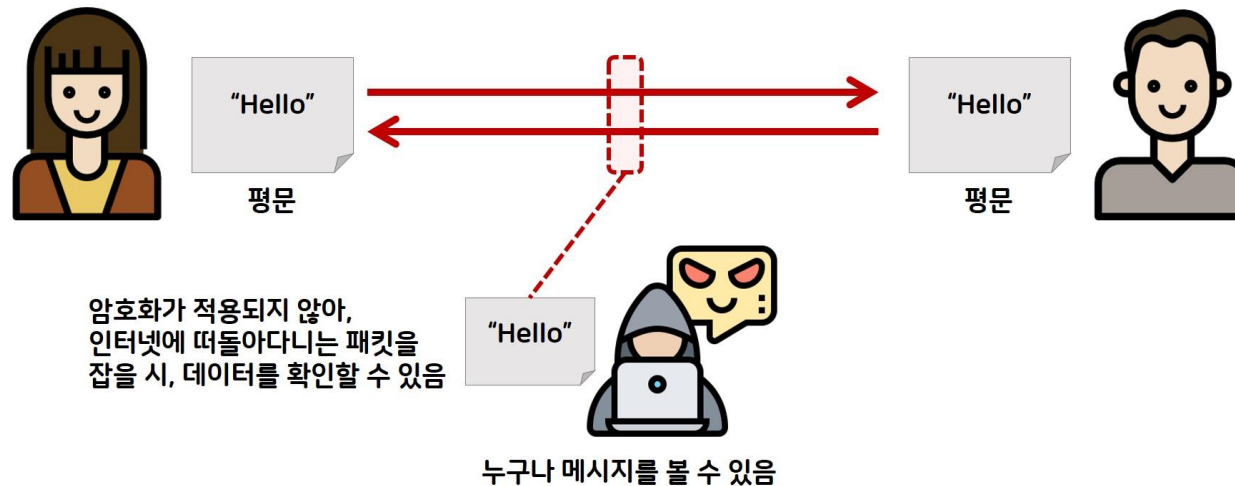 “Hello”
“Hello”
평문
평문
암호화가 적용되지 않아,
인터넷에 떠돌아다니는 패킷을
잡을 시, 데이터를 확인할 수 있음
“Hello”
누구나 메시지를 볼 수 있음